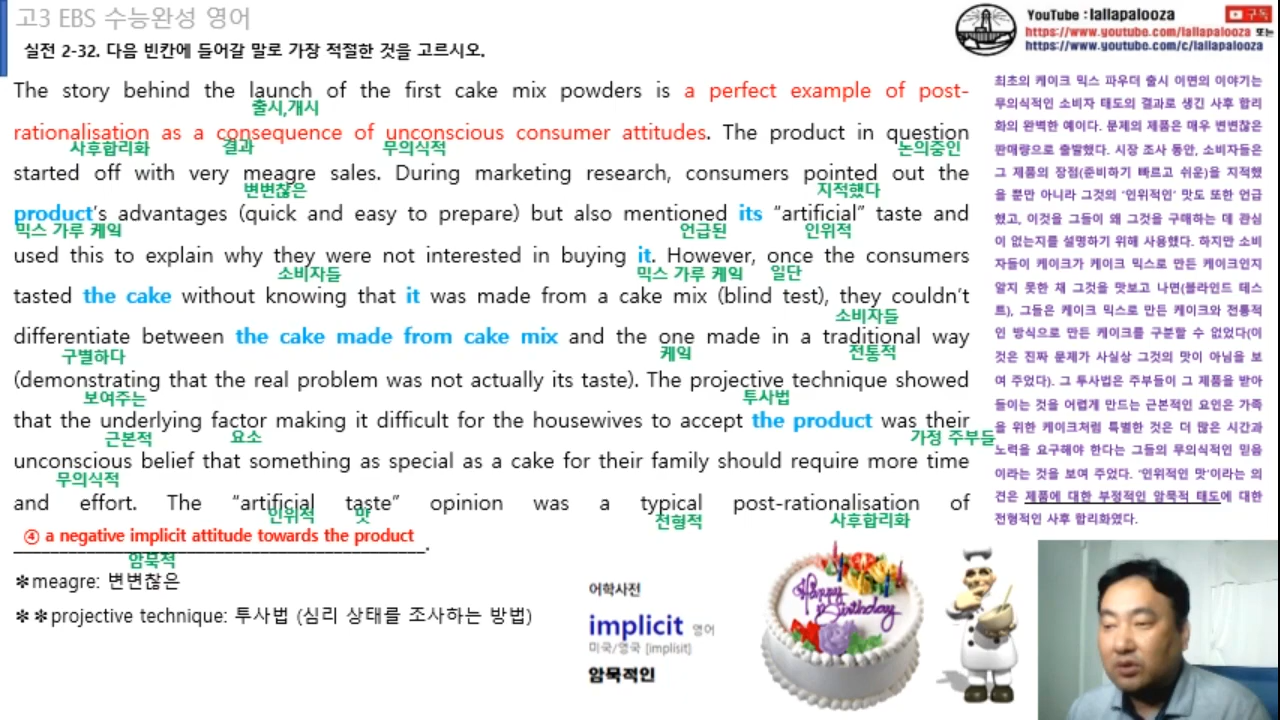 고3 EBS 수능완성 영어
YouTube : lallapalooza
구독
https://www.youtube.com/lallapalooza 또는
https://www.youtube.com/c/lallapalooza
실전 2-32. 다음 빈칸에 들어갈 말로 가장 적절한 것을 고르시오.
The story behind the launch of the first cake mix powders is a perfect example of post-
출시,개시
rationalisation as a consequence of unconscious consumer attitudes. The product in question
사후합리화 결과 무의식적 논의중인
started off with very meagre sales. During marketing research, consumers pointed out the
변변찮은 지적했다
product's advantages (quick and easy to prepare) but also mentioned its “artificial” taste and
믹스 가루 케잌 언급된 인위적
used this to explain why they were not interested in buying it. However, once the consumers
소비자들 믹스 가루 케잌 일단
tasted the cake without knowing that it was made from a cake mix (blind test), they couldn't
소비자들
differentiate between the cake made from cake mix and the one made in a traditional way
구별하다 케잌 전통적
(demonstrating that the real problem was not actually its taste). The projective technique showed
보여주는 투사법
that the underlying factor making it difficult for the housewives to accept the product was their
근본적 요소 가정 주부들
unconscious belief that something as special as a cake for their family should require more time
무의식적
and effort. The “artificial taste” opinion was a typical post-rationalisation of
인위적 맛 전형적 사후합리화
④ a negative implicit attitude towards the product.
암묵적
＊meagre: 변변찮은
＊＊projective technique: 투사법 (심리 상태를 조사하는 방법)
최초의 케이크 믹스 파우더 출시 이면의 이야기는
무의식적인 소비자 태도의 결과로 생긴 사후 합리
화의 완벽한 예이다. 문제의 제품은 매우 변변찮은
판매량으로 출발했다. 시장 조사 동안, 소비자들은
그 제품의 장점(준비하기 빠르고 쉬운)을 지적했
을 뿐만 아니라 그것의 ‘인위적인’ 맛도 또한 언급
했고, 이것을 그들이 왜 그것을 구매하는 데 관심
이 없는지를 설명하기 위해 사용했다. 하지만 소비
자들이 케이크가 케이크 믹스로 만든 케이크인지
알지 못한 채 그것을 맛보고 나면(블라인드 테스
트), 그들은 케이크 믹스로 만든 케이크와 전통적
인 방식으로 만든 케이크를 구분할 수 없었다(이
것은 진짜 문제가 사실상 그것의 맛이 아님을 보
여 주었다). 그 투사법은 주부들이 그 제품을 받아
들이는 것을 어렵게 만드는 근본적인 요인은 가족
을 위한 케이크처럼 특별한 것은 더 많은 시간과
노력을 요구해야 한다는 그들의 무의식적인 믿음
이라는 것을 보여 주었다. ‘인위적인 맛’이라는 의
견은 제품에 대한 부정적인 암묵적 태도에 대한
전형적인 사후 합리화였다.
어학사전
implicit 영어
미국/영국 [implisit]
암묵적인
Happy Birthday